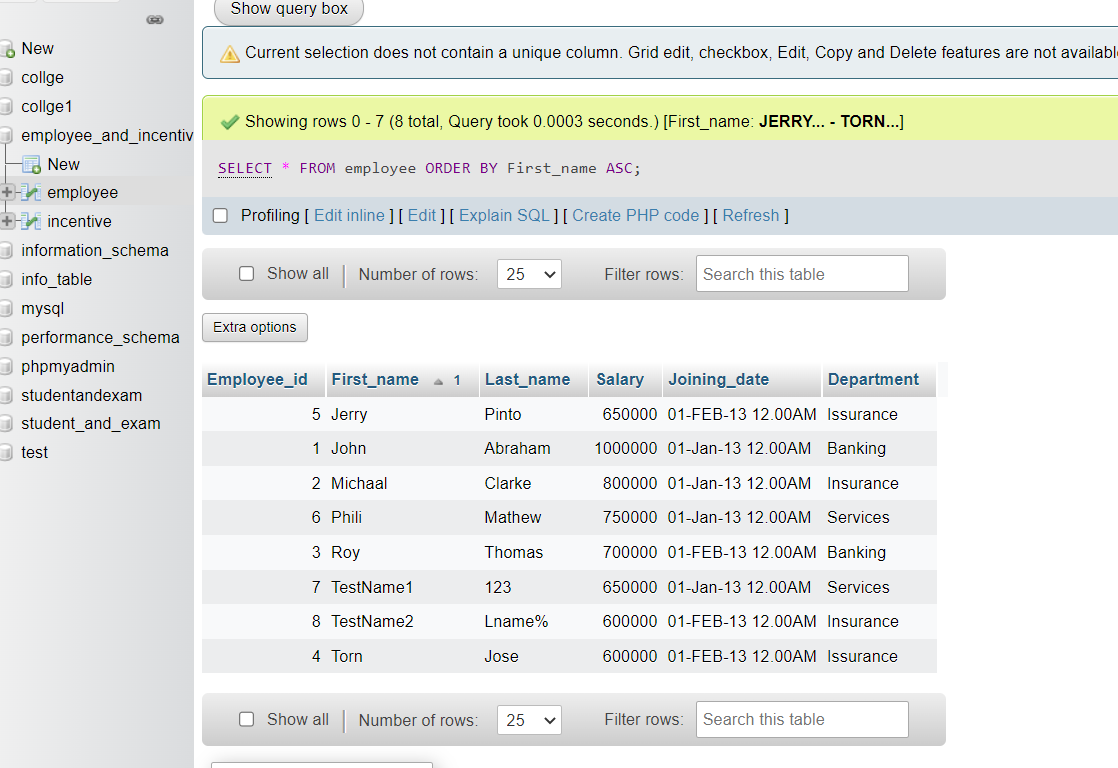 New
collge
collge1
employee_and_incentiv
New
employee
incentive
information_schema
info_table
mysql
performance_schema
phpmyadmin
studentandexam
student_and_exam
test
Show query box
Current selection does not contain a unique column. Grid edit, checkbox, Edit, Copy and Delete features are not availabl
Showing rows 0 - 7 (8 total, Query took 0.0003 seconds.) [First_name: JERRY... - TORN...]
SELECT * FROM employee ORDER BY First_name ASC;
Profiling [ Edit inline ] [ Edit ] [ Explain SQL ] [ Create PHP code ] [ Refresh ]
Show all Number of rows: 25 Filter rows: Search this table
Extra options
Employee_id First_name 1 Last_name Salary Joining_date Department
5 Jerry Pinto 650000 01-FEB-13 12.00AM Issurance
1 John Abraham 1000000 01-Jan-13 12.00AM Banking
2 Michaal Clarke 800000 01-Jan-13 12.00AM Insurance
6 Phili Mathew 750000 01-Jan-13 12.00AM Services
3 Roy Thomas 700000 01-FEB-13 12.00AM Banking
7 TestName1 123 650000 01-Jan-13 12.00AM Services
8 TestName2 Lname% 600000 01-FEB-13 12.00AM Insurance
4 Torn Jose 600000 01-FEB-13 12.00AM Issurance
Show all Number of rows: 25 Filter rows: Search this table